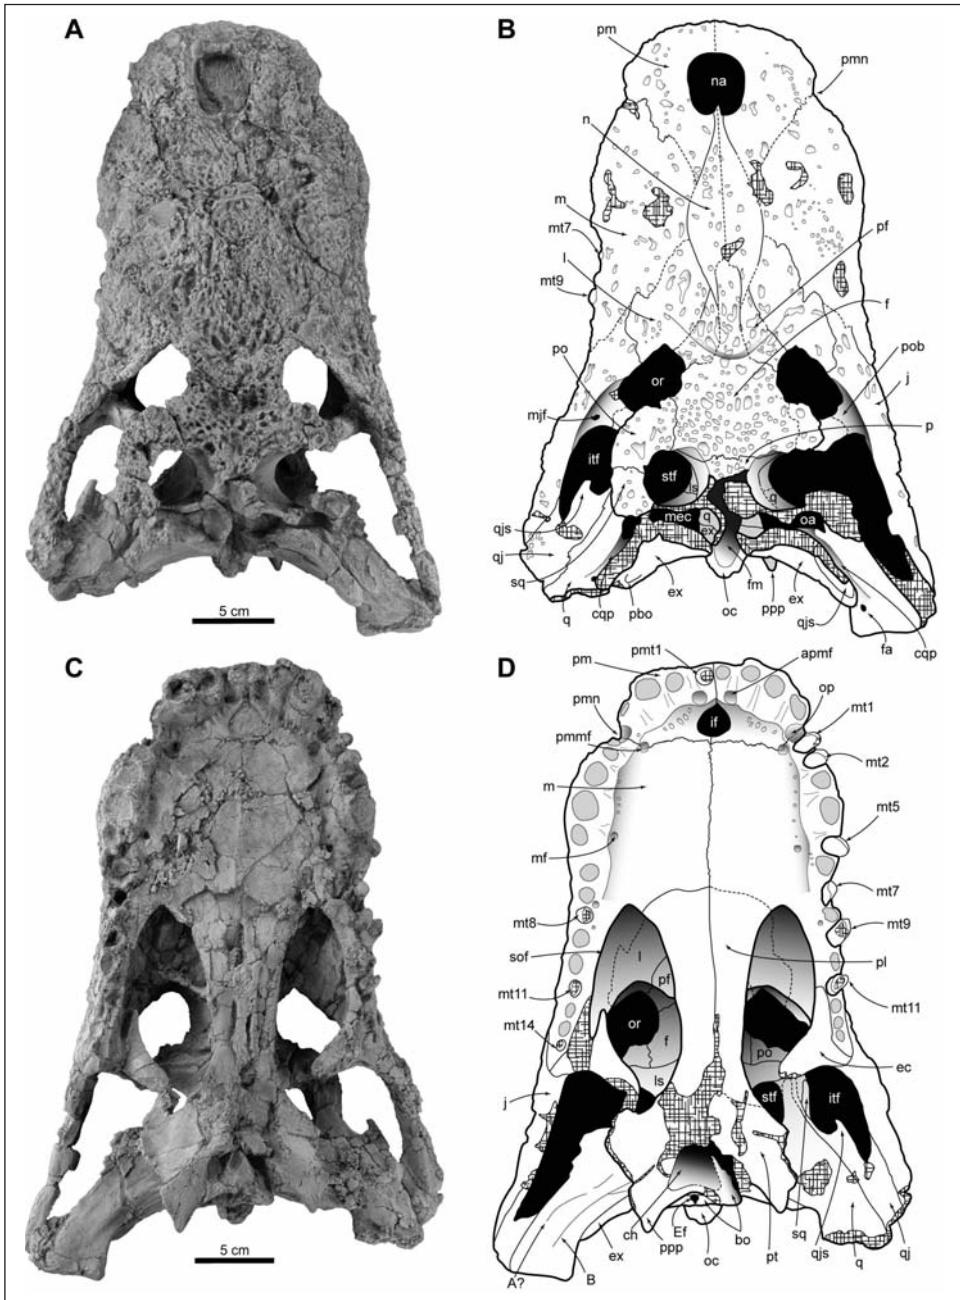 A
B
pm
na
pmn
n
m
mt7
l
mt9
pf
f
po
or
pob
j
mjf
itf
stf
ls
p
q
mec
q
ex
oa
qjs
qj
sq
q
cqp
pbo
ex
oc
fm
ppp
ex
qjs
fa
cqp
5 cm
C
D
pm
pmt1
apmf
op
pmn
if
mt1
pmmf
mt2
m
mt5
mf
mt7
mt8
mt9
sof
l
pf
pl
mt11
mt11
or
f
mt14
po
ec
ls
stf
itf
j
5 cm
A?
B
ex
ch
ppp
Ef
oc
bo
pt
sq
qjs
q
q
qj